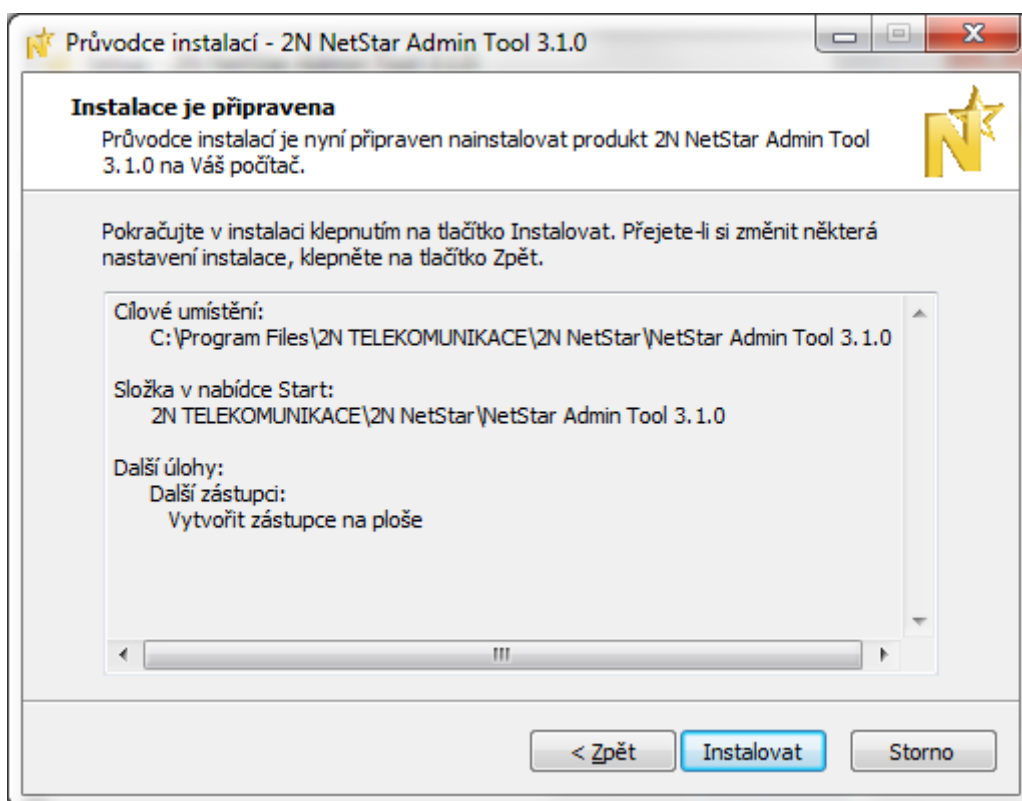 Průvodce instalací - 2N NetStar Admin Tool 3.1.0
Instalace je připravena
Průvodce instalací je nyní připraven nainstalovat produkt 2N NetStar Admin Tool
3.1.0 na Váš počítač.
Pokračujte v instalaci klepnutím na tlačítko Instalovat. Přejete-li si změnit některá
nastavení instalace, klepněte na tlačítko Zpět.
Cílové umístění:
C:\Program Files\2N TELEKOMUNIKACE\2N NetStar\NetStar Admin Tool 3.1.0
Složka v nabídce Start:
2N TELEKOMUNIKACE\2N NetStar\NetStar Admin Tool 3.1.0
Další úlohy:
Další zástupci:
Vytvořit zástupce na ploše
< Zpět
Instalovat
Storno